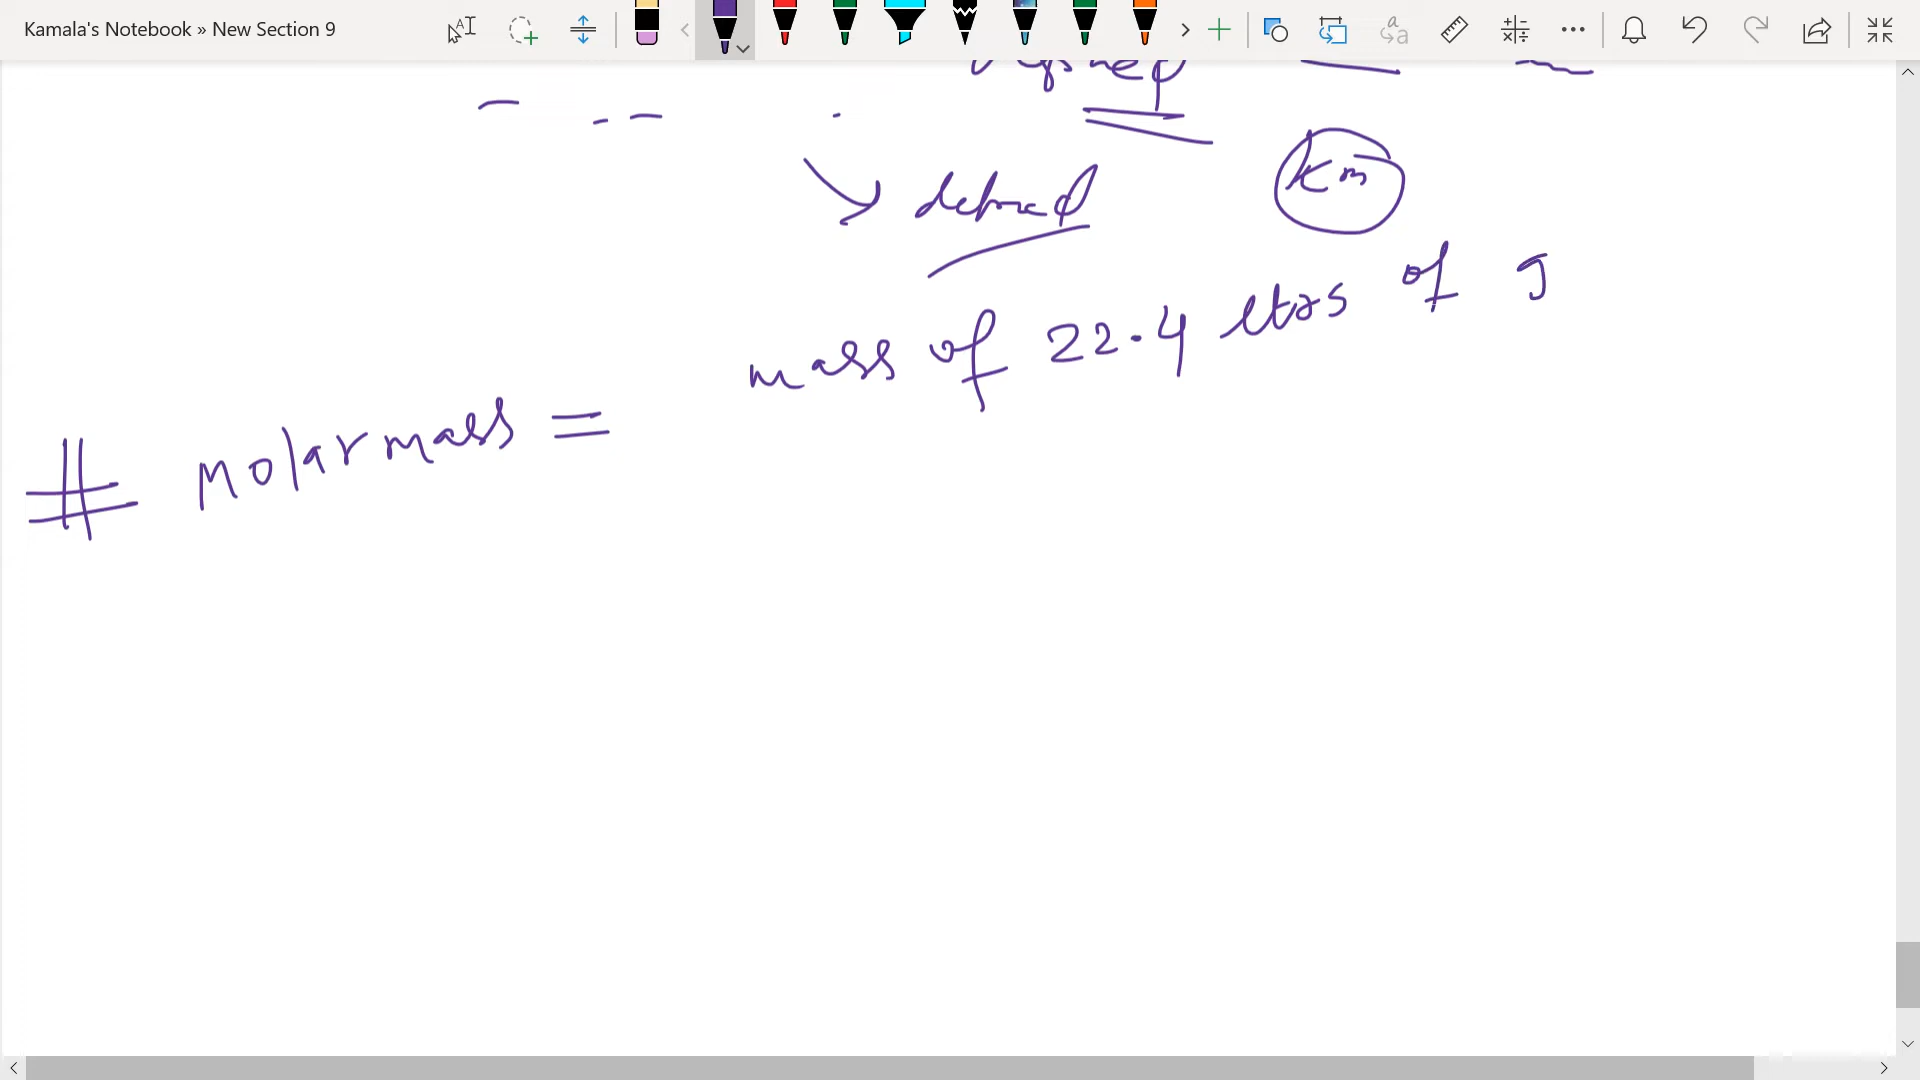 Kamala's Notebook » New Section 9
defined
Km
mass of 22.4 ltrs of g
# Molarmass =